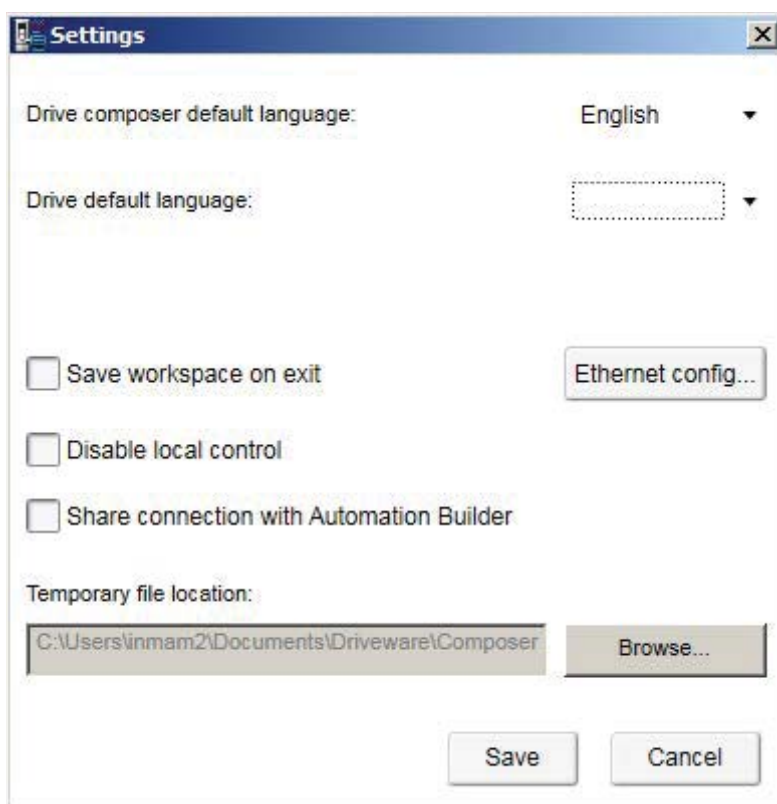 Settings
Drive composer default language: English
Drive default language:
Save workspace on exit Ethernet config...
Disable local control
Share connection with Automation Builder
Temporary file location:
C:\Users\inmam2\Documents\Driveware\Composer Browse...
Save Cancel